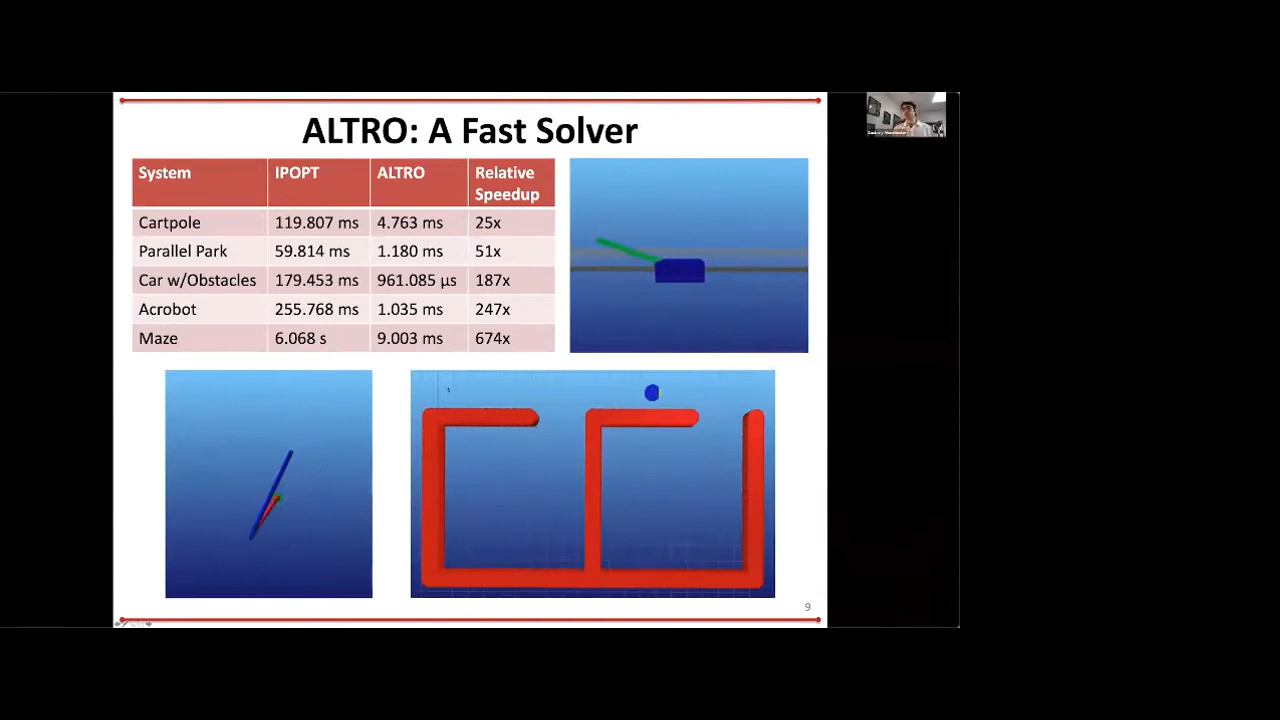 ALTRO: A Fast Solver
System IPOPT ALTRO Relative Speedup
Cartpole 119.807 ms 4.763 ms 25x
Parallel Park 59.814 ms 1.180 ms 51x
Car w/Obstacles 179.453 ms 961.085 µs 187x
Acrobot 255.768 ms 1.035 ms 247x
Maze 6.068 s 9.003 ms 674x
9